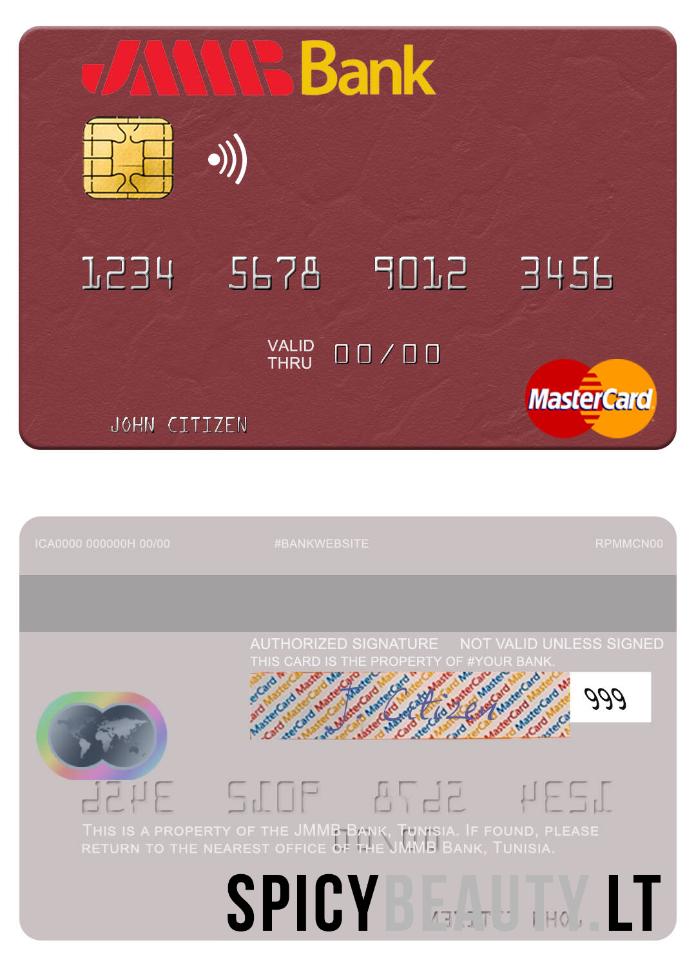 JMMB Bank
1234 5678 9012 3456
VALID THRU 00/00
JOHN CITIZEN
MasterCard
ICA0000 000000H 00/00 #BANKWEBSITE RPMMCN00
AUTHORIZED SIGNATURE NOT VALID UNLESS SIGNED
THIS CARD IS THE PROPERTY OF #YOUR BANK.
J. Citizen 999
THIS IS A PROPERTY OF THE JMMB BANK, TUNISIA. IF FOUND, PLEASE
RETURN TO THE NEAREST OFFICE OF THE JMMB BANK, TUNISIA.
SPICYBEAUTY.LT